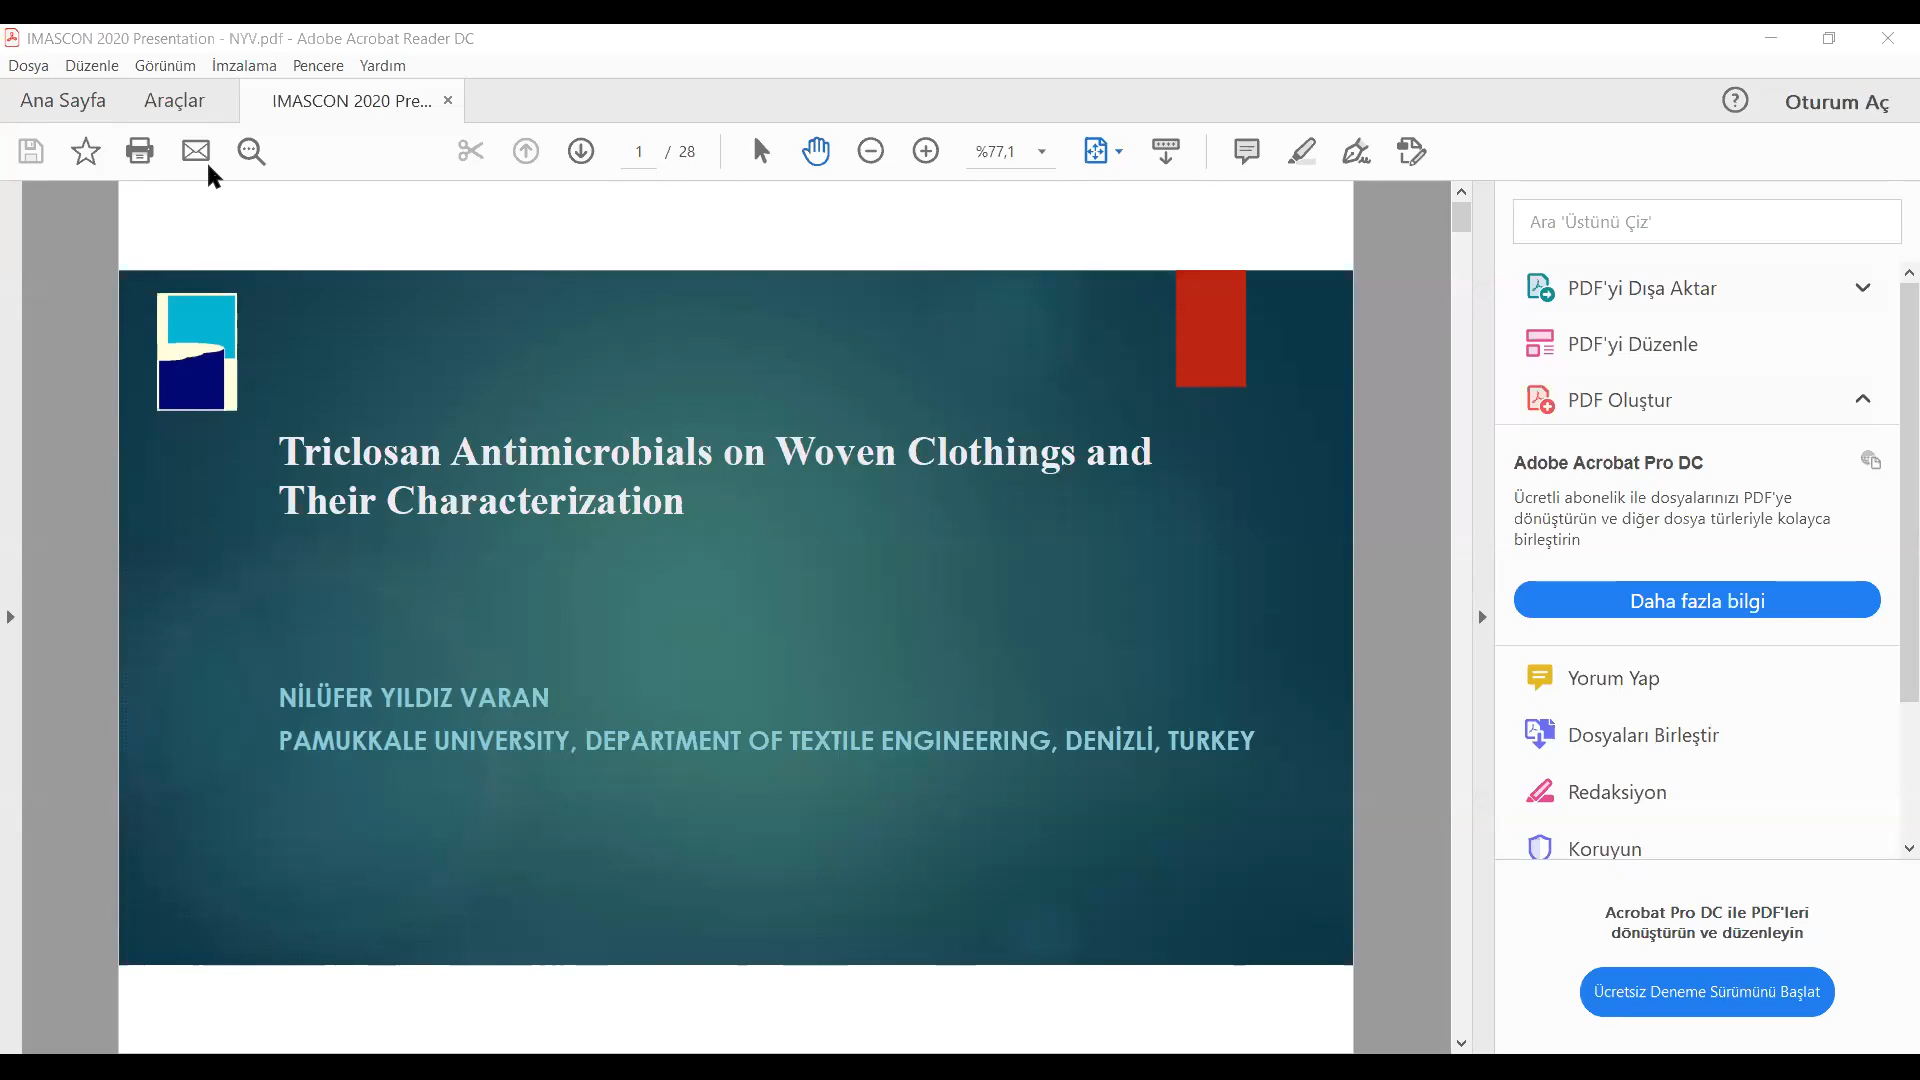 IMASCON 2020 Presentation - NYV.pdf - Adobe Acrobat Reader DC
Dosya Düzenle Görünüm İmzalama Pencere Yardım
Ana Sayfa Araçlar IMASCON 2020 Pre... × ? Oturum Aç
1 / 28 %77,1
Triclosan Antimicrobials on Woven Clothings and
Their Characterization
NİLÜFER YILDIZ VARAN
PAMUKKALE UNIVERSITY, DEPARTMENT OF TEXTILE ENGINEERING, DENİZLİ, TURKEY
Ara 'Üstünü Çiz'
PDF'yi Dışa Aktar
PDF'yi Düzenle
PDF Oluştur
Adobe Acrobat Pro DC
Ücretli abonelik ile dosyalarınızı PDF'ye
dönüştürün ve diğer dosya türleriyle kolayca
birleştirin
Daha fazla bilgi
Yorum Yap
Dosyaları Birleştir
Redaksiyon
Koruyun
Acrobat Pro DC ile PDF'leri
dönüştürün ve düzenleyin
Ücretsiz Deneme Sürümünü Başlat